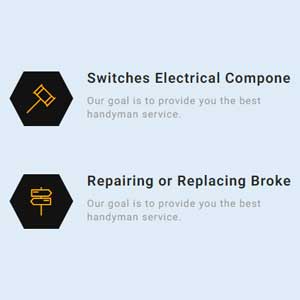 Switches Electrical Compone
Our goal is to provide you the best
handyman service.
Repairing or Replacing Broke
Our goal is to provide you the best
handyman service.